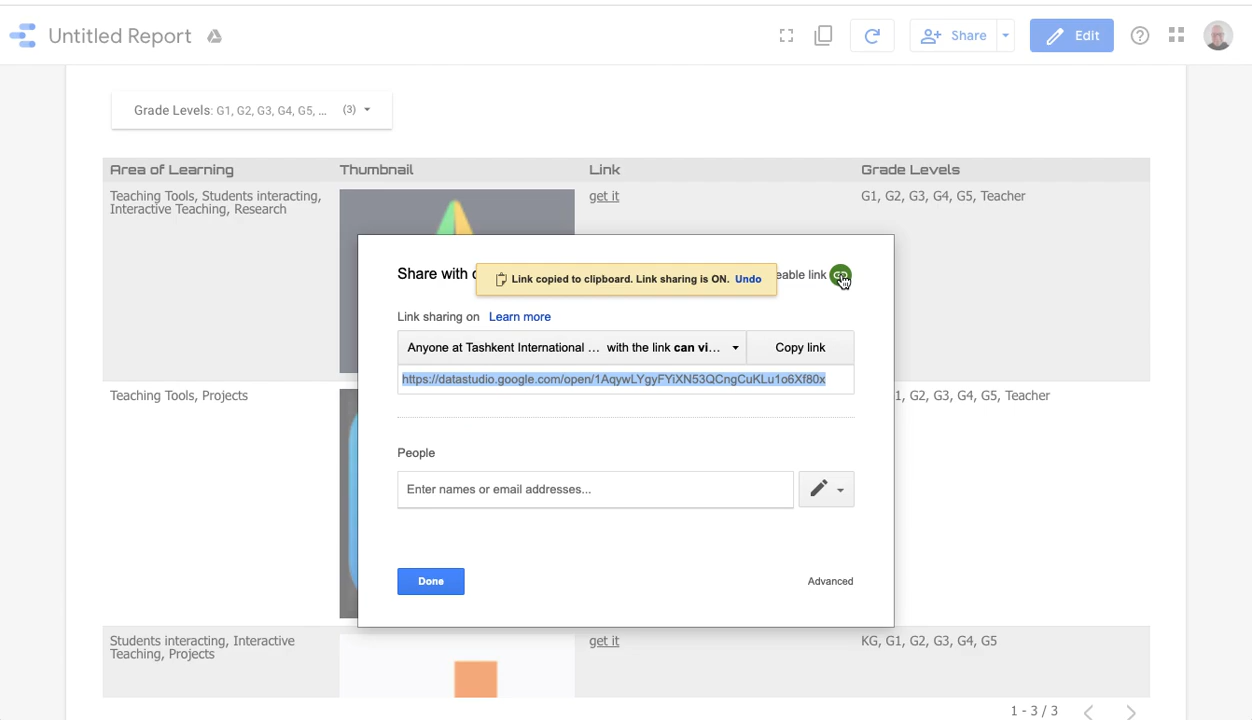 Untitled Report
Share
Edit
Grade Levels: G1, G2, G3, G4, G5, ... (3)
Area of Learning
Thumbnail
Link
Grade Levels
Teaching Tools, Students interacting,
Interactive Teaching, Research
get it
G1, G2, G3, G4, G5, Teacher
Share with
Link copied to clipboard. Link sharing is ON. Undo
eable link
Link sharing on Learn more
Anyone at Tashkent International ... with the link can vi...
Copy link
https://datastudio.google.com/open/1AqywLYgyFYiXN53QCngCuKLu1o6Xf80x
Teaching Tools, Projects
1, G2, G3, G4, G5, Teacher
People
Enter names or email addresses...
Done
Advanced
Students interacting, Interactive
Teaching, Projects
get it
KG, G1, G2, G3, G4, G5
1 - 3 / 3